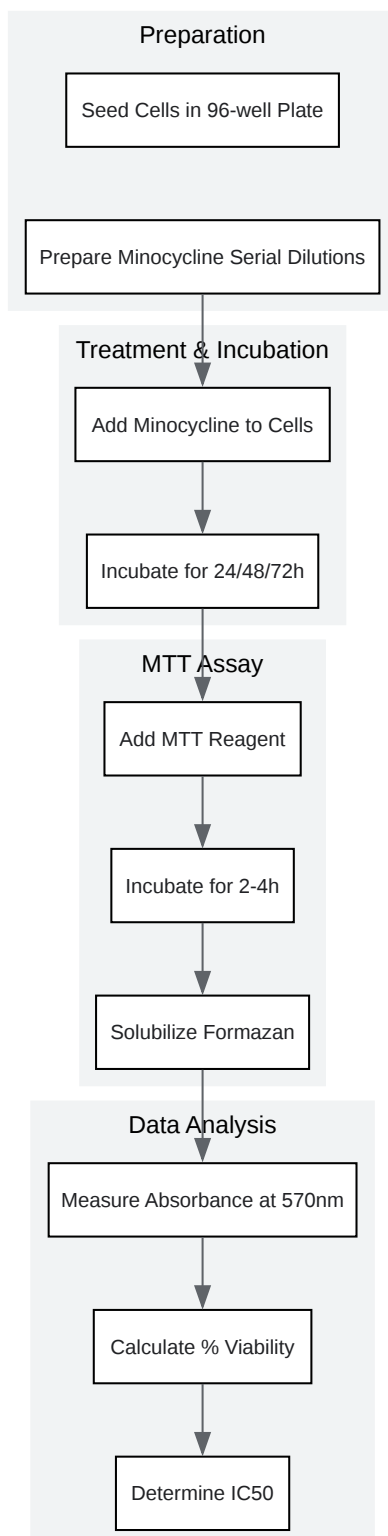 Preparation
Seed Cells in 96-well Plate
Prepare Minocycline Serial Dilutions
Treatment & Incubation
Add Minocycline to Cells
Incubate for 24/48/72h
MTT Assay
Add MTT Reagent
Incubate for 2-4h
Solubilize Formazan
Data Analysis
Measure Absorbance at 570nm
Calculate % Viability
Determine IC50